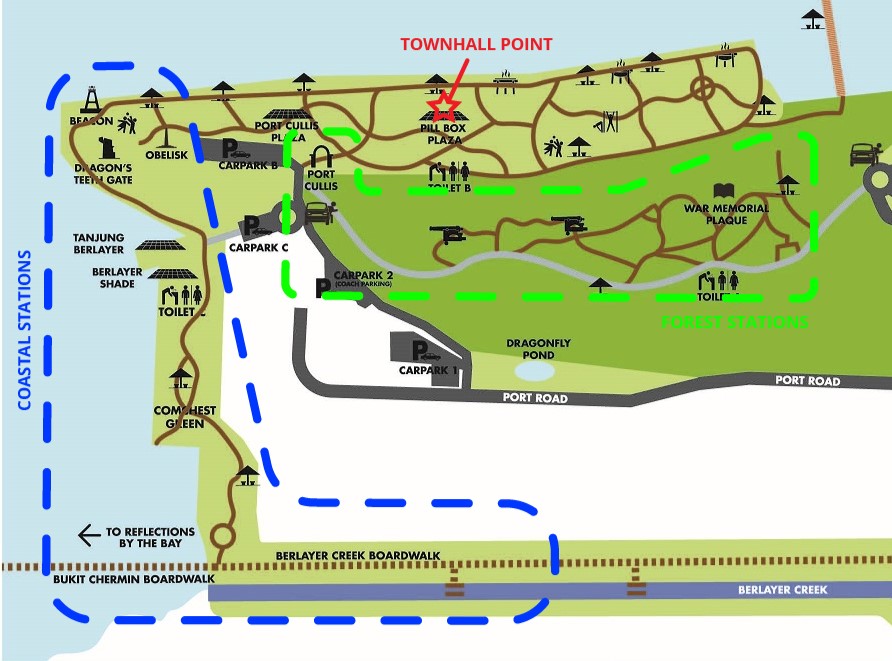 TOWNHALL POINT
BEACON
PORT CULLIS
PLAZA
PILL BOX
PLAZA
OBELISK
P
CARPARK B
DRAGON'S
TEETH GATE
PORT
CULLIS
TOILET B
WAR MEMORIAL
PLAQUE
P
CARPARK C
TANJUNG
BERLAYER
BERLAYER
SHADE
TOILET C
P
CARPARK 2
(COACH PARKING)
TOILET
FOREST STATIONS
COASTAL STATIONS
DRAGONFLY
POND
P
CARPARK 1
PORT ROAD
PORT ROAD
COMCHEST
GREEN
TO REFLECTIONS
BY THE BAY
BERLAYER CREEK BOARDWALK
BUKIT CHERMIN BOARDWALK
BERLAYER CREEK